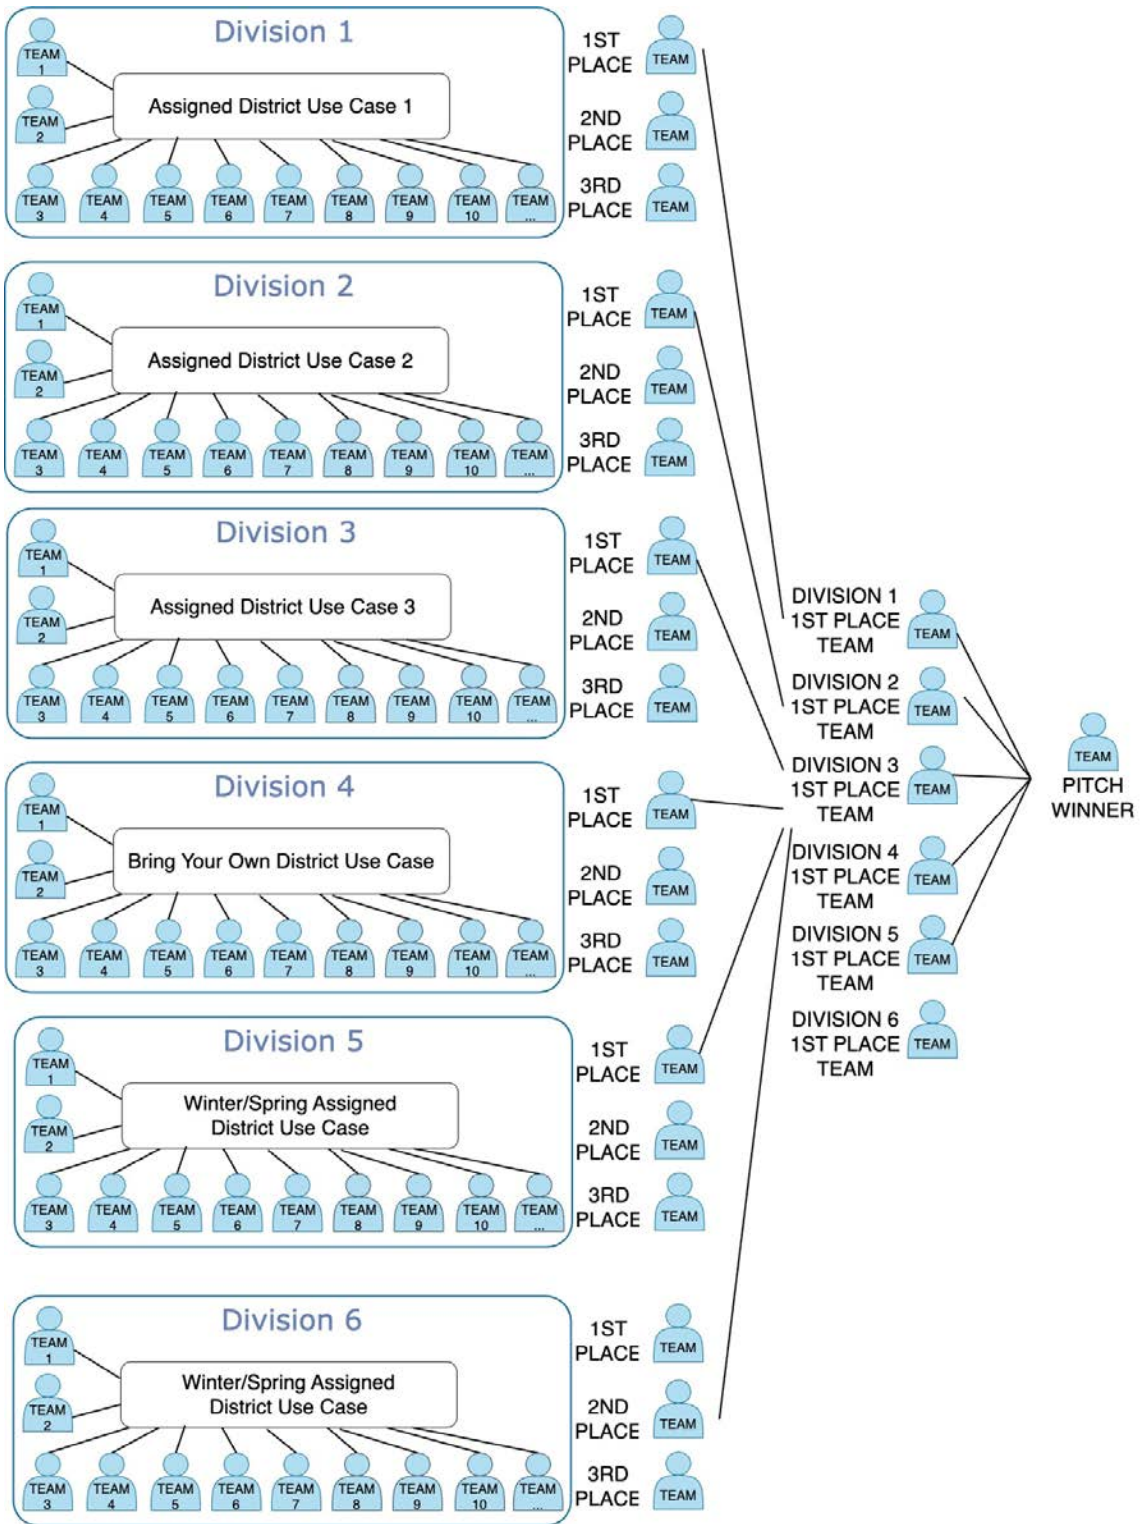 Division 1
TEAM
1
TEAM
2
Assigned District Use Case 1
TEAM
3
TEAM
4
TEAM
5
TEAM
6
TEAM
7
TEAM
8
TEAM
9
TEAM
10
TEAM
...
1ST
PLACE
TEAM
2ND
PLACE
TEAM
3RD
PLACE
TEAM
Division 2
TEAM
1
TEAM
2
Assigned District Use Case 2
TEAM
3
TEAM
4
TEAM
5
TEAM
6
TEAM
7
TEAM
8
TEAM
9
TEAM
10
TEAM
...
1ST
PLACE
TEAM
2ND
PLACE
TEAM
3RD
PLACE
TEAM
Division 3
TEAM
1
TEAM
2
Assigned District Use Case 3
TEAM
3
TEAM
4
TEAM
5
TEAM
6
TEAM
7
TEAM
8
TEAM
9
TEAM
10
TEAM
...
1ST
PLACE
TEAM
2ND
PLACE
TEAM
3RD
PLACE
TEAM
Division 4
TEAM
1
TEAM
2
Bring Your Own District Use Case
TEAM
3
TEAM
4
TEAM
5
TEAM
6
TEAM
7
TEAM
8
TEAM
9
TEAM
10
TEAM
...
1ST
PLACE
TEAM
2ND
PLACE
TEAM
3RD
PLACE
TEAM
Division 5
TEAM
1
TEAM
2
Winter/Spring Assigned
District Use Case
TEAM
3
TEAM
4
TEAM
5
TEAM
6
TEAM
7
TEAM
8
TEAM
9
TEAM
10
TEAM
...
1ST
PLACE
TEAM
2ND
PLACE
TEAM
3RD
PLACE
TEAM
Division 6
TEAM
1
TEAM
2
Winter/Spring Assigned
District Use Case
TEAM
3
TEAM
4
TEAM
5
TEAM
6
TEAM
7
TEAM
8
TEAM
9
TEAM
10
TEAM
...
1ST
PLACE
TEAM
2ND
PLACE
TEAM
3RD
PLACE
TEAM
DIVISION 1
1ST PLACE
TEAM
TEAM
DIVISION 2
1ST PLACE
TEAM
TEAM
DIVISION 3
1ST PLACE
TEAM
TEAM
DIVISION 4
1ST PLACE
TEAM
TEAM
DIVISION 5
1ST PLACE
TEAM
TEAM
DIVISION 6
1ST PLACE
TEAM
TEAM
TEAM
PITCH
WINNER